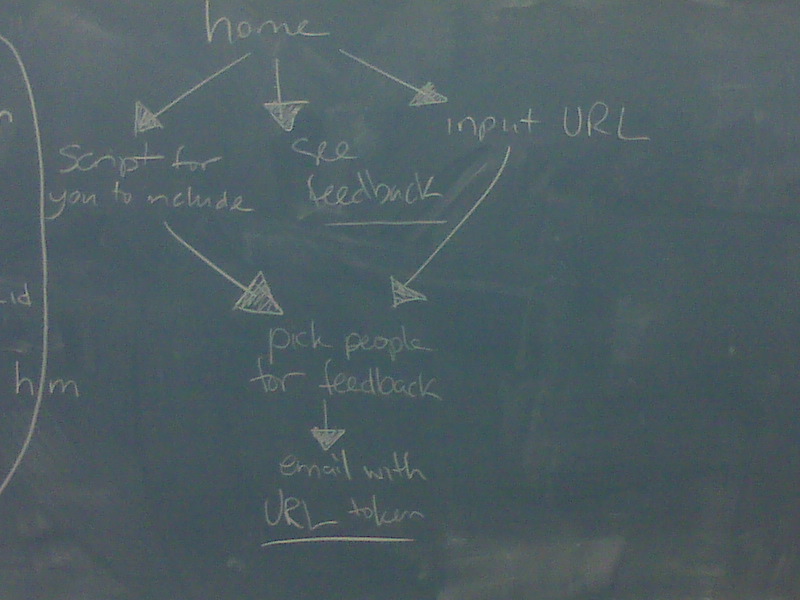 home
input URL
Script for
you to include
see
feedback
id
him
pick people
for feedback
email with
URL token